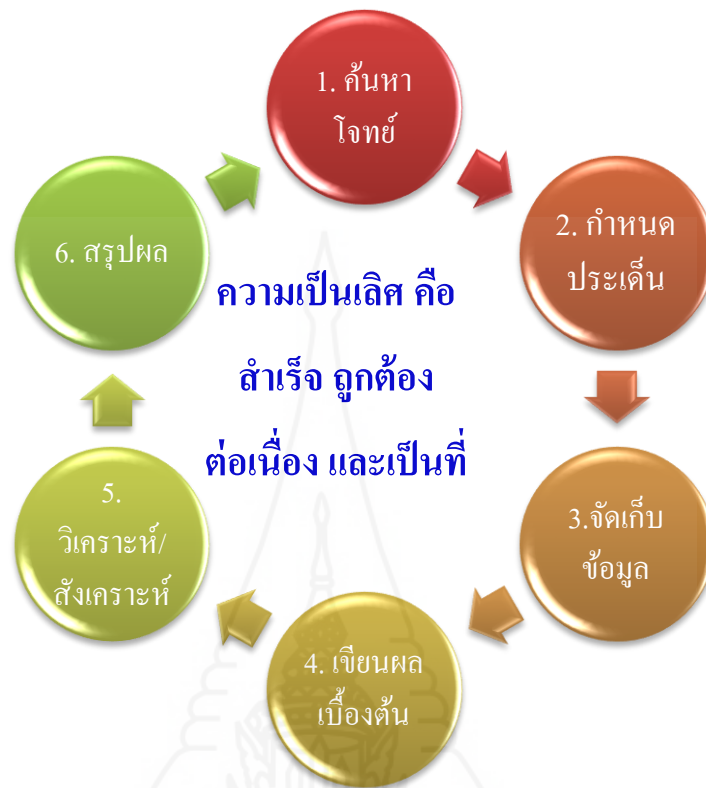 1. ค้นหา
โจทย์
2. กำหนด
ประเด็น
3.จัดเก็บ
ข้อมูล
4. เขียนผล
เบื้องต้น
5.
วิเคราะห์/
สังเคราะห์
6. สรุปผล
ความเป็นเลิศ คือ
สำเร็จ ถูกต้อง
ต่อเนื่อง และเป็นที่